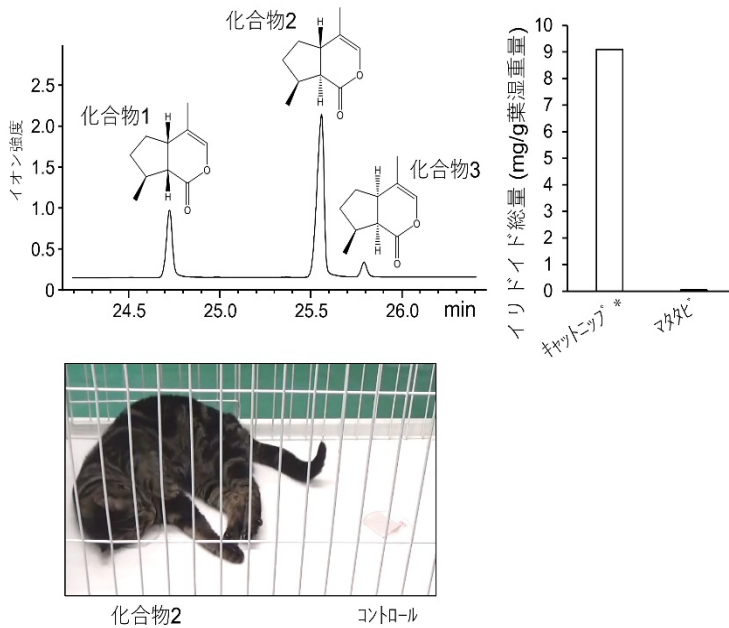 化合物2
化合物1
化合物3
イオン強度
2.5
2.0
1.5
1.0
0.5
0
24.5 25.0 25.5 26.0 min
H
H
O
O
H
H
O
O
H
H
O
O
イリドイド総量 (mg/g葉湿重量)
10
9
8
7
6
5
4
3
2
1
0
キャットニップ *
マタタビ
化合物2 コントロール